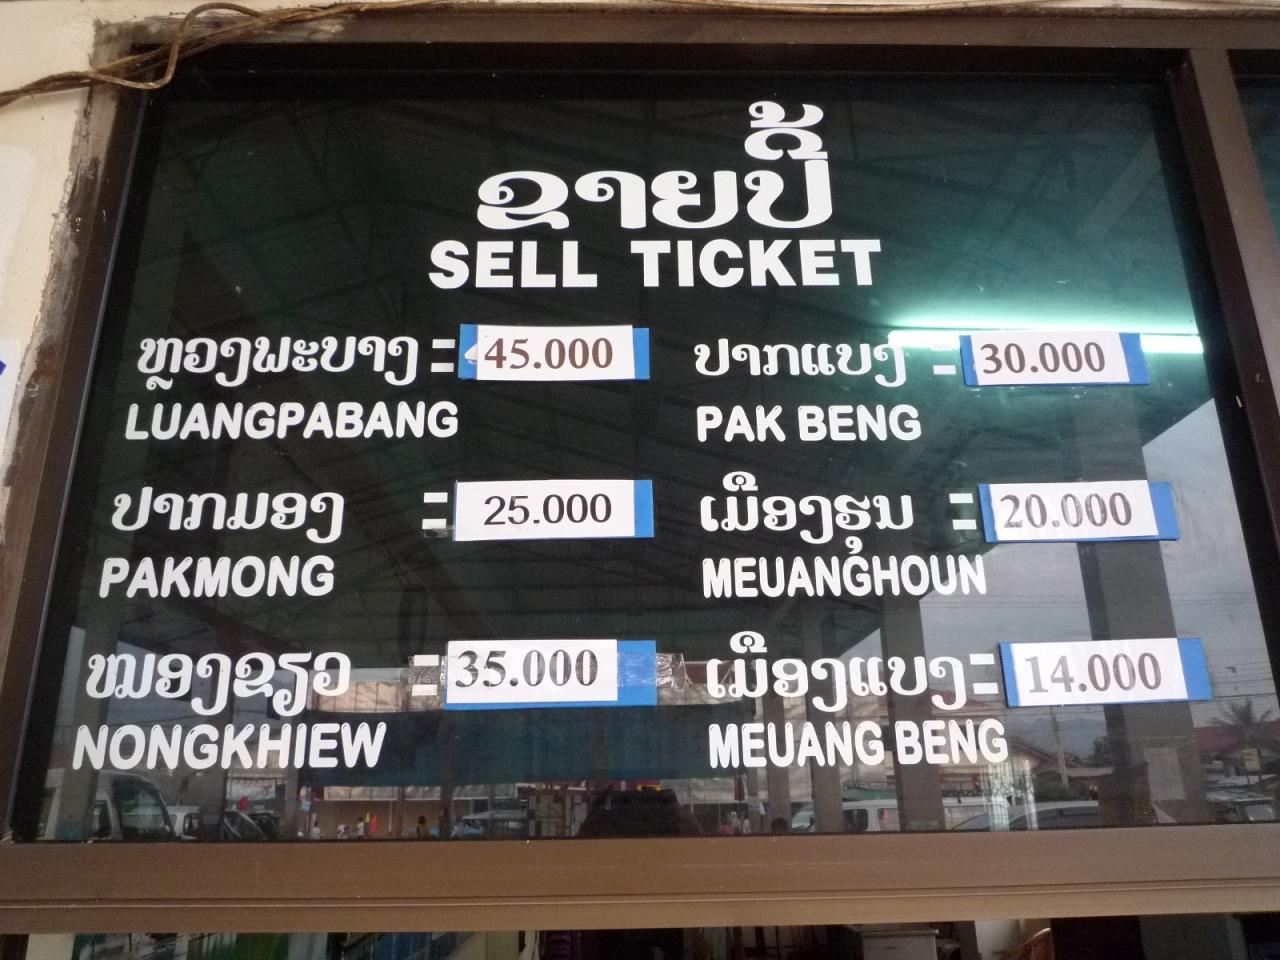 ຂາຍປີ້
SELL TICKET
ຫຼວງພະບາງ = 45.000
LUANGPABANG
ປາກມອງ = 25.000
PAKMONG
ໜອງຂຽວ = 35.000
NONGKHIEW
ປາກແບງ = 30.000
PAK BENG
ເມືອງຮຸນ = 20.000
MEUANGHOUN
ເມືອງແບງ = 14.000
MEUANG BENG